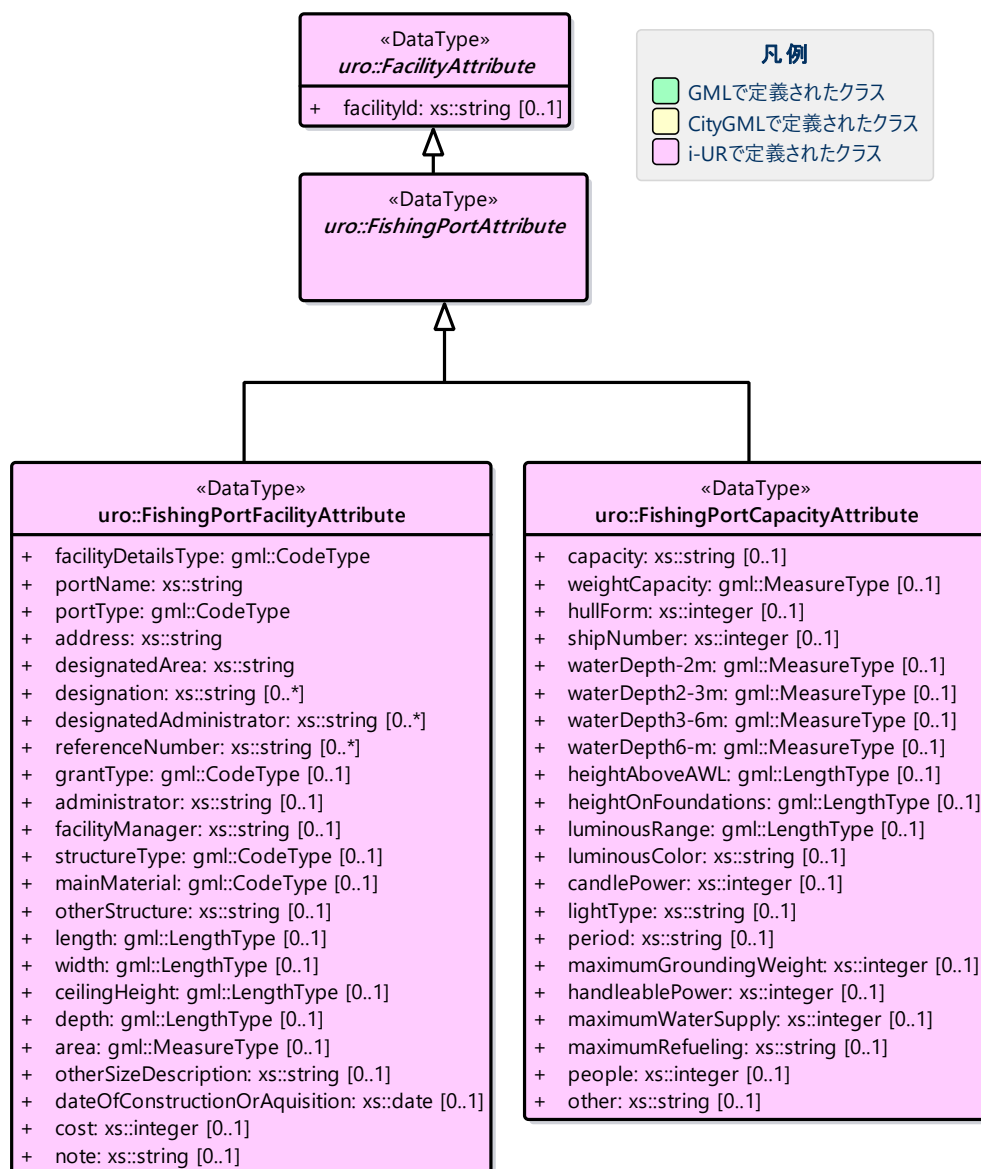 «DataType»
uro::FacilityAttribute
+ facilityId: xs::string [0..1]
凡例
GMLで定義されたクラス
CityGMLで定義されたクラス
i-URで定義されたクラス
«DataType»
uro::FishingPortAttribute
«DataType»
uro::FishingPortFacilityAttribute
+ facilityDetailsType: gml::CodeType
+ portName: xs::string
+ portType: gml::CodeType
+ address: xs::string
+ designatedArea: xs::string
+ designation: xs::string [0..*]
+ designatedAdministrator: xs::string [0..*]
+ referenceNumber: xs::string [0..*]
+ grantType: gml::CodeType [0..1]
+ administrator: xs::string [0..1]
+ facilityManager: xs::string [0..1]
+ structureType: gml::CodeType [0..1]
+ mainMaterial: gml::CodeType [0..1]
+ otherStructure: xs::string [0..1]
+ length: gml::LengthType [0..1]
+ width: gml::LengthType [0..1]
+ ceilingHeight: gml::LengthType [0..1]
+ depth: gml::LengthType [0..1]
+ area: gml::MeasureType [0..1]
+ otherSizeDescription: xs::string [0..1]
+ dateOfConstructionOrAquisition: xs::date [0..1]
+ cost: xs::integer [0..1]
+ note: xs::string [0..1]
«DataType»
uro::FishingPortCapacityAttribute
+ capacity: xs::string [0..1]
+ weightCapacity: gml::MeasureType [0..1]
+ hullForm: xs::integer [0..1]
+ shipNumber: xs::integer [0..1]
+ waterDepth-2m: gml::MeasureType [0..1]
+ waterDepth2-3m: gml::MeasureType [0..1]
+ waterDepth3-6m: gml::MeasureType [0..1]
+ waterDepth6-m: gml::MeasureType [0..1]
+ heightAboveAWL: gml::LengthType [0..1]
+ heightOnFoundations: gml::LengthType [0..1]
+ luminousRange: gml::LengthType [0..1]
+ luminousColor: xs::string [0..1]
+ candlePower: xs::integer [0..1]
+ lightType: xs::string [0..1]
+ period: xs::string [0..1]
+ maximumGroundingWeight: xs::integer [0..1]
+ handleablePower: xs::integer [0..1]
+ maximumWaterSupply: xs::integer [0..1]
+ maximumRefueling: xs::string [0..1]
+ people: xs::integer [0..1]
+ other: xs::string [0..1]